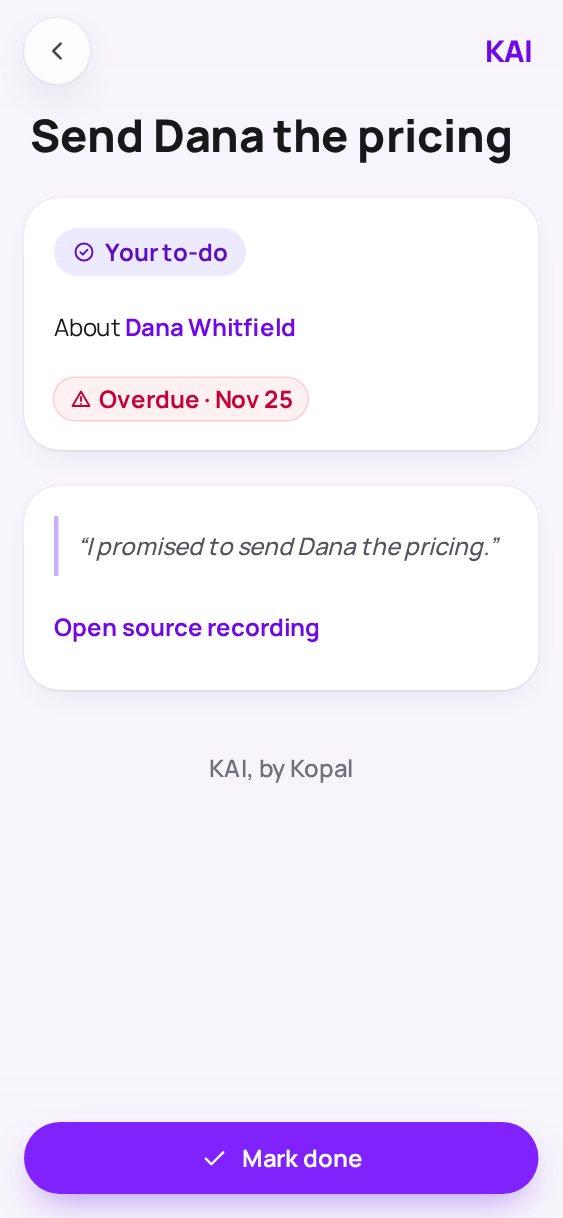 KAI
Send Dana the pricing
Your to-do
About Dana Whitfield
Overdue · Nov 25
“I promised to send Dana the pricing.”
Open source recording
KAI, by Kopal
Mark done